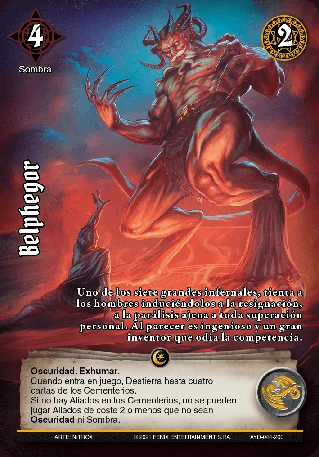 4
2
Sombra
Belphegor
Uno de los siete grandes infernales, tienta a
los hombres induciéndolos a la resignación,
a la parálisis ajena a toda superación
personal. Al parecer es ingenioso y un gran
inventor que odia la competencia.
Oscuridad. Exhumar.
Cuando entra en juego, Destierra hasta cuatro
cartas de los Cementerios.
Si no hay Aliados en los Cementerios, no se pueden
jugar Aliados de coste 2 o menos que no sean
Oscuridad ni Sombra.
FENIX ENTERTAINMENT S.P.A.